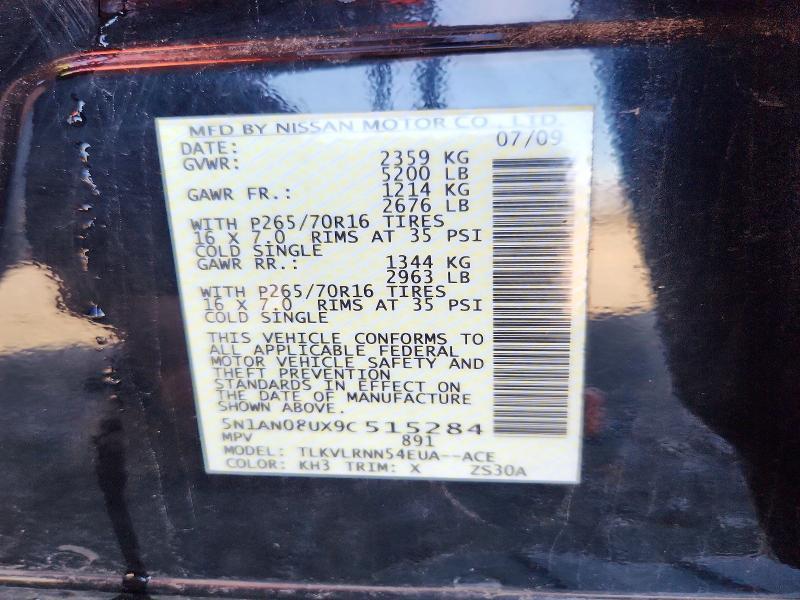 MFD BY NISSAN MOTOR CO., LTD.
DATE: 07/09
GVWR: 2359 KG
5200 LB
GAWR FR.: 1214 KG
2676 LB
WITH P265/70R16 TIRES
16 X 7.0 RIMS AT 35 PSI
COLD SINGLE
GAWR RR.: 1344 KG
2963 LB
WITH P265/70R16 TIRES
16 X 7.0 RIMS AT 35 PSI
COLD SINGLE
THIS VEHICLE CONFORMS TO
ALL APPLICABLE FEDERAL
MOTOR VEHICLE SAFETY AND
THEFT PREVENTION
STANDARDS IN EFFECT ON
THE DATE OF MANUFACTURE
SHOWN ABOVE.
5N1AN08UX9C515284
MPV 891
MODEL: TLKVLRNN54EUA--ACE
COLOR: KH3 TRIM: X ZS30A